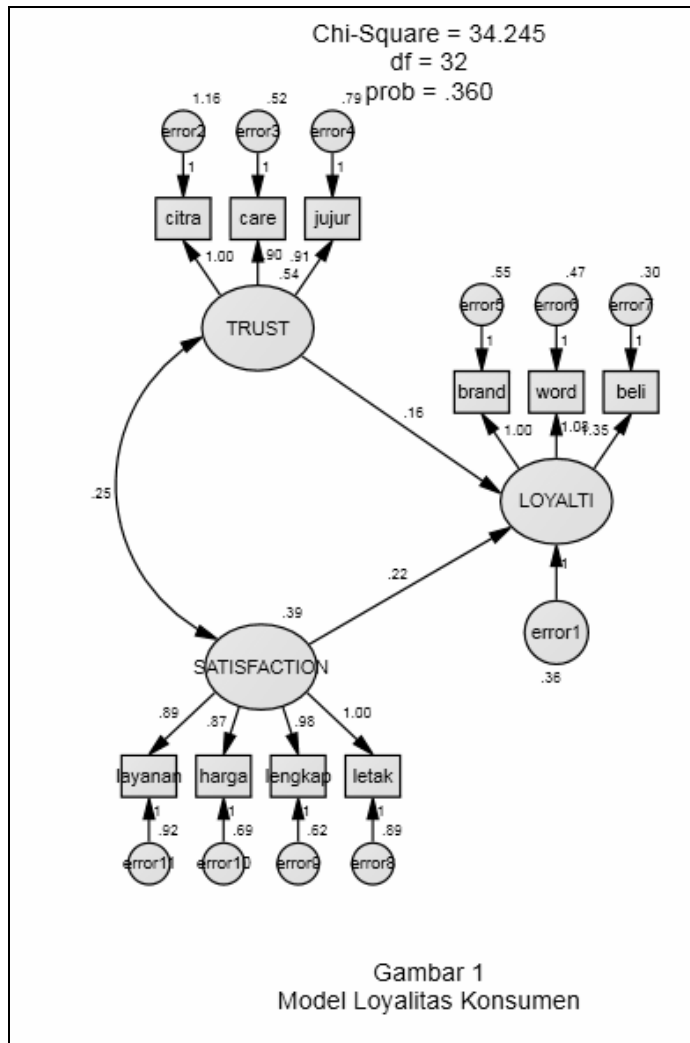 Chi-Square = 34.245
df = 32
prob = .360
1.16 .52 .79
error2 error3 error4
1 1 1
citra care jujur
1.00 .90 .91
.54
TRUST
.55 .47 .30
error5 error6 error7
1 1 1
brand word beli
1.00 1.08 1.35
.16
LOYALTI
.25
.22
1
error1
.36
.39
SATISFACTION
.89 .87 .98 1.00
layanan harga lengkap letak
1 1 1 1
.92 .69 .62 .89
error11 error10 error9 error8
Gambar 1
Model Loyalitas Konsumen